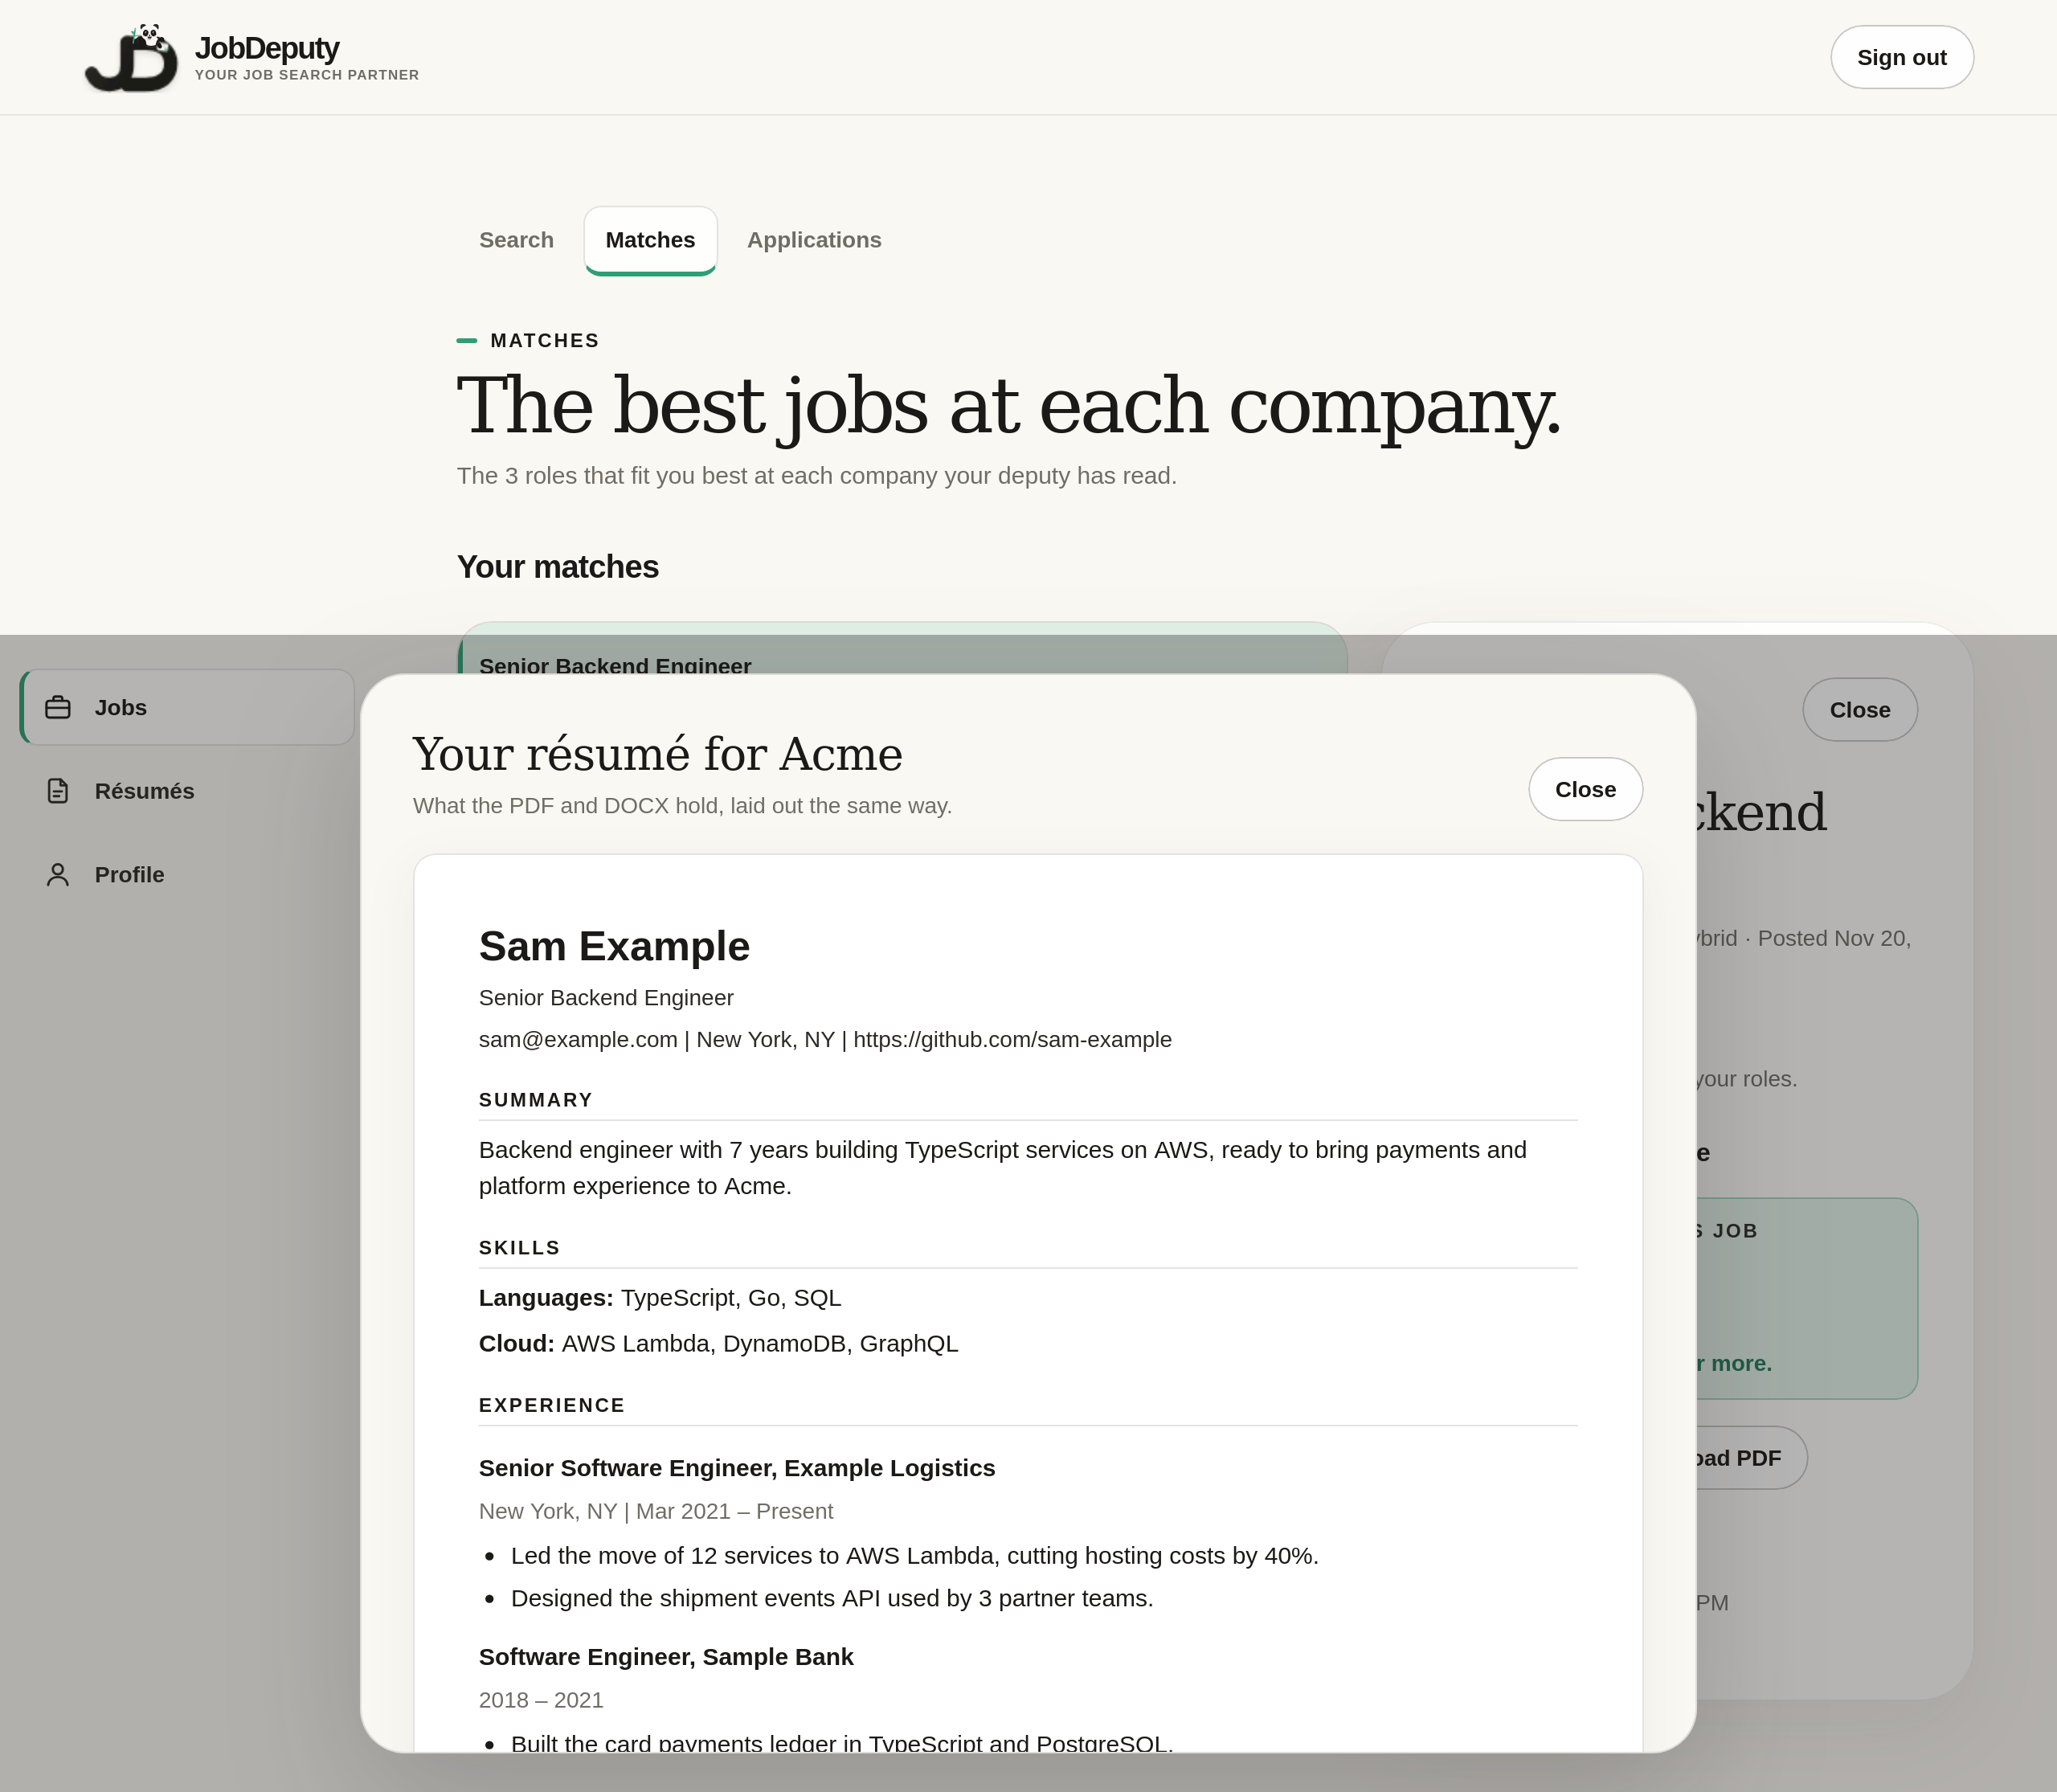 JobDeputy
YOUR JOB SEARCH PARTNER
Sign out
Search
Matches
Applications
MATCHES
The best jobs at each company.
The 3 roles that fit you best at each company your deputy has read.
Your matches
Senior Backend Engineer
Jobs
Résumés
Profile
Close
Your résumé for Acme
What the PDF and DOCX hold, laid out the same way.
Close
Sam Example
Senior Backend Engineer
sam@example.com | New York, NY | https://github.com/sam-example
SUMMARY
Backend engineer with 7 years building TypeScript services on AWS, ready to bring payments and
platform experience to Acme.
SKILLS
Languages: TypeScript, Go, SQL
Cloud: AWS Lambda, DynamoDB, GraphQL
EXPERIENCE
Senior Software Engineer, Example Logistics
New York, NY | Mar 2021 – Present
Led the move of 12 services to AWS Lambda, cutting hosting costs by 40%.
Designed the shipment events API used by 3 partner teams.
Software Engineer, Sample Bank
2018 – 2021
Built the card payments ledger in TypeScript and PostgreSQL.
· Posted Nov 20,
your roles.
JOB
more.
PDF
PM